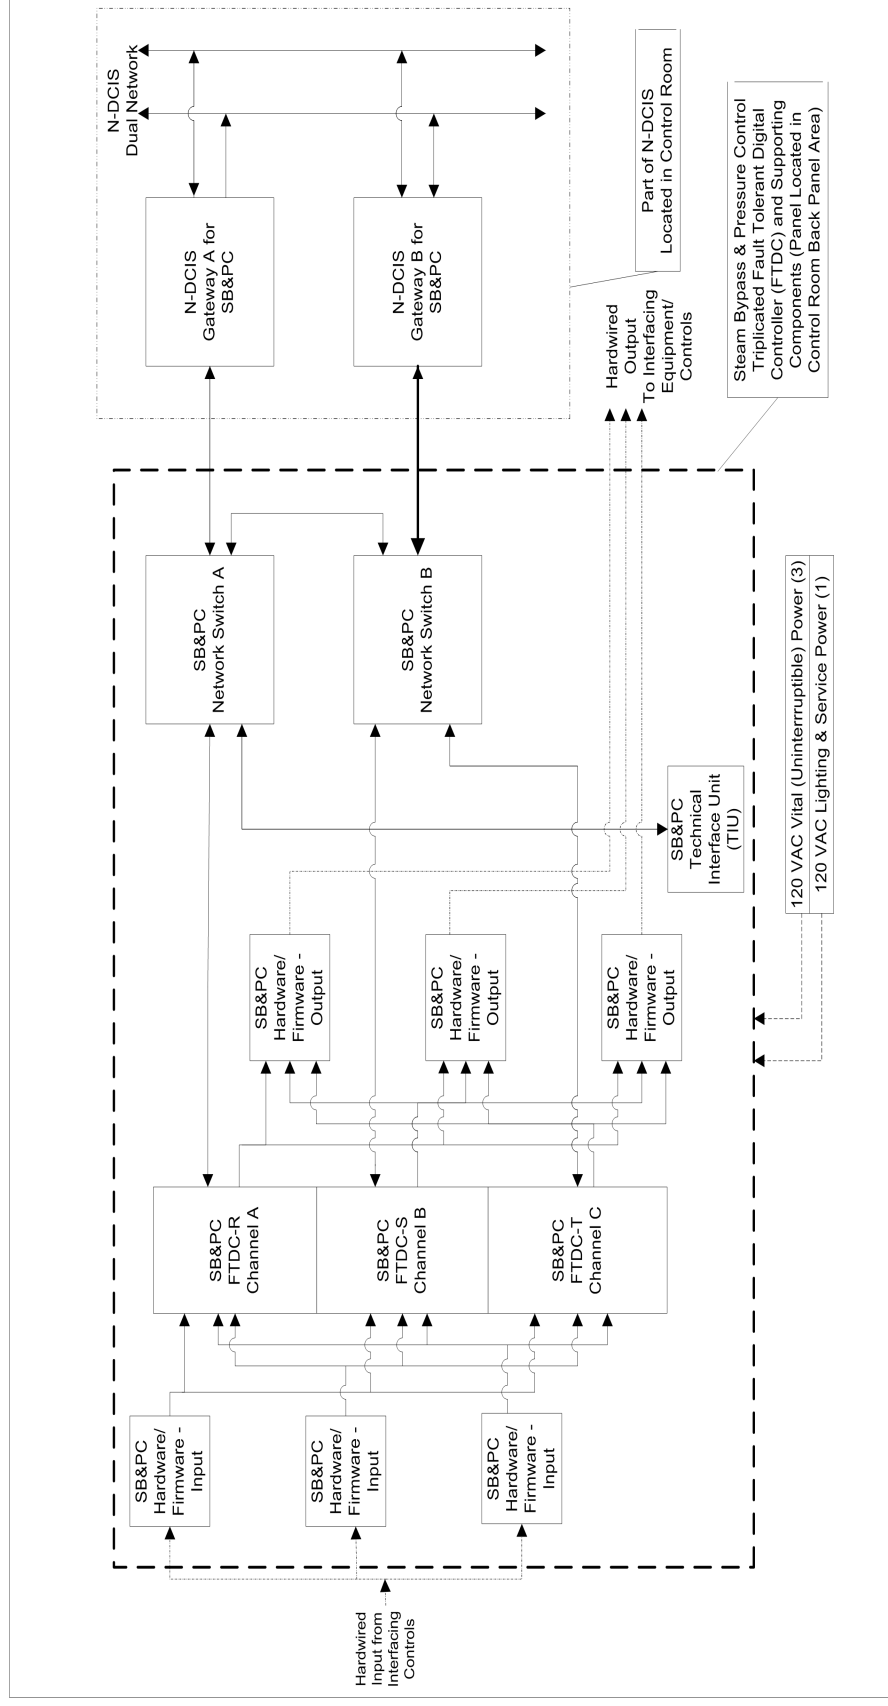 N-DCIS
Dual Network
N-DCIS
Gateway A for
SB&PC
N-DCIS
Gateway B for
SB&PC
Part of N-DCIS
Located in Control Room
Steam Bypass & Pressure Control
Triplicated Fault Tolerant Digital
Controller (FTDC) and Supporting
Components (Panel Located in
Control Room Back Panel Area)
Hardwired
Output
To Interfacing
Equipment/
Controls
SB&PC
Network Switch A
SB&PC
Network Switch B
120 VAC Vital (Uninterrruptible) Power (3)
120 VAC Lighting & Service Power (1)
SB&PC
Technical
Interface Unit
(TIU)
SB&PC
Hardware/
Firmware -
Output
SB&PC
Hardware/
Firmware -
Output
SB&PC
Hardware/
Firmware -
Output
SB&PC
FTDC-R
Channel A
SB&PC
FTDC-S
Channel B
SB&PC
FTDC-T
Channel C
SB&PC
Hardware/
Firmware -
Input
SB&PC
Hardware/
Firmware -
Input
SB&PC
Hardware/
Firmware -
Input
Hardwired
Input from
Interfacing
Controls